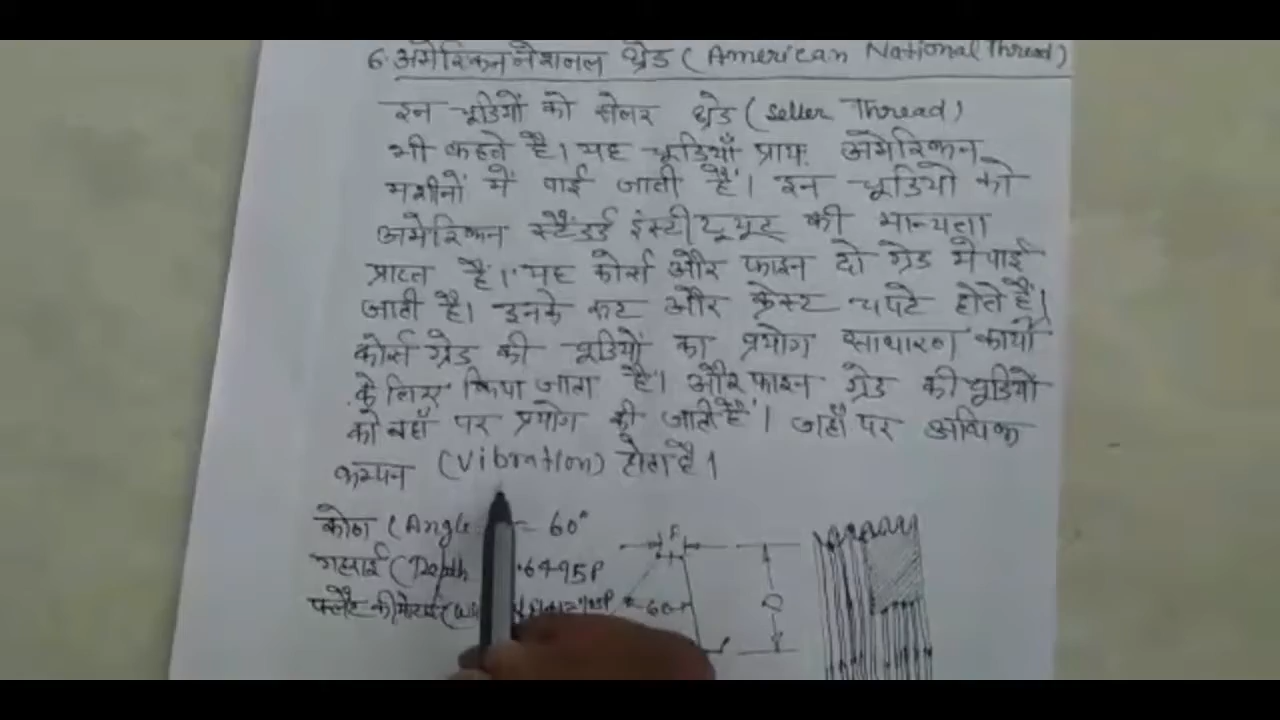 6. अमेरिकन नेशनल थ्रेड (American National Thread)
इन चूडियों को सेलर थ्रेड (Seller Thread)
भी कहते है। यह चूडियाँ प्राय: अमेरिकन
मशीनों में पाई जाती है। इन चूडियो को
अमेरिकन स्टैंडर्ड इंस्टीट्यूट की मान्यता
प्राप्त है। यह कोर्स और फाइन दो ग्रेड मे पाई
जाती है। इनके रूट और क्रेस्ट चपटे होते हैं।
कोर्स ग्रेड की चूडियों का प्रयोग साधारण कार्यो
के लिए किया जाता है। और फाइन ग्रेड की चूडियों
को वहाँ पर प्रयोग की जाती है। जहाँ पर अधिक
कम्पन (Vibration) होता है।
कोण (Angle = 60°
गहराई (Depth .6495P
फ्लैट की
F
60
D